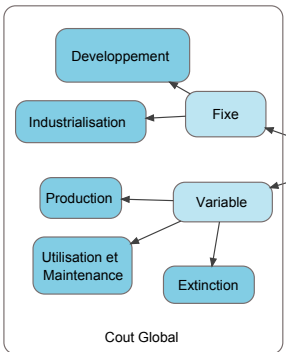 Developpement
Fixe
Industrialisation
Production
Variable
Utilisation et
Maintenance
Extinction
Cout Global